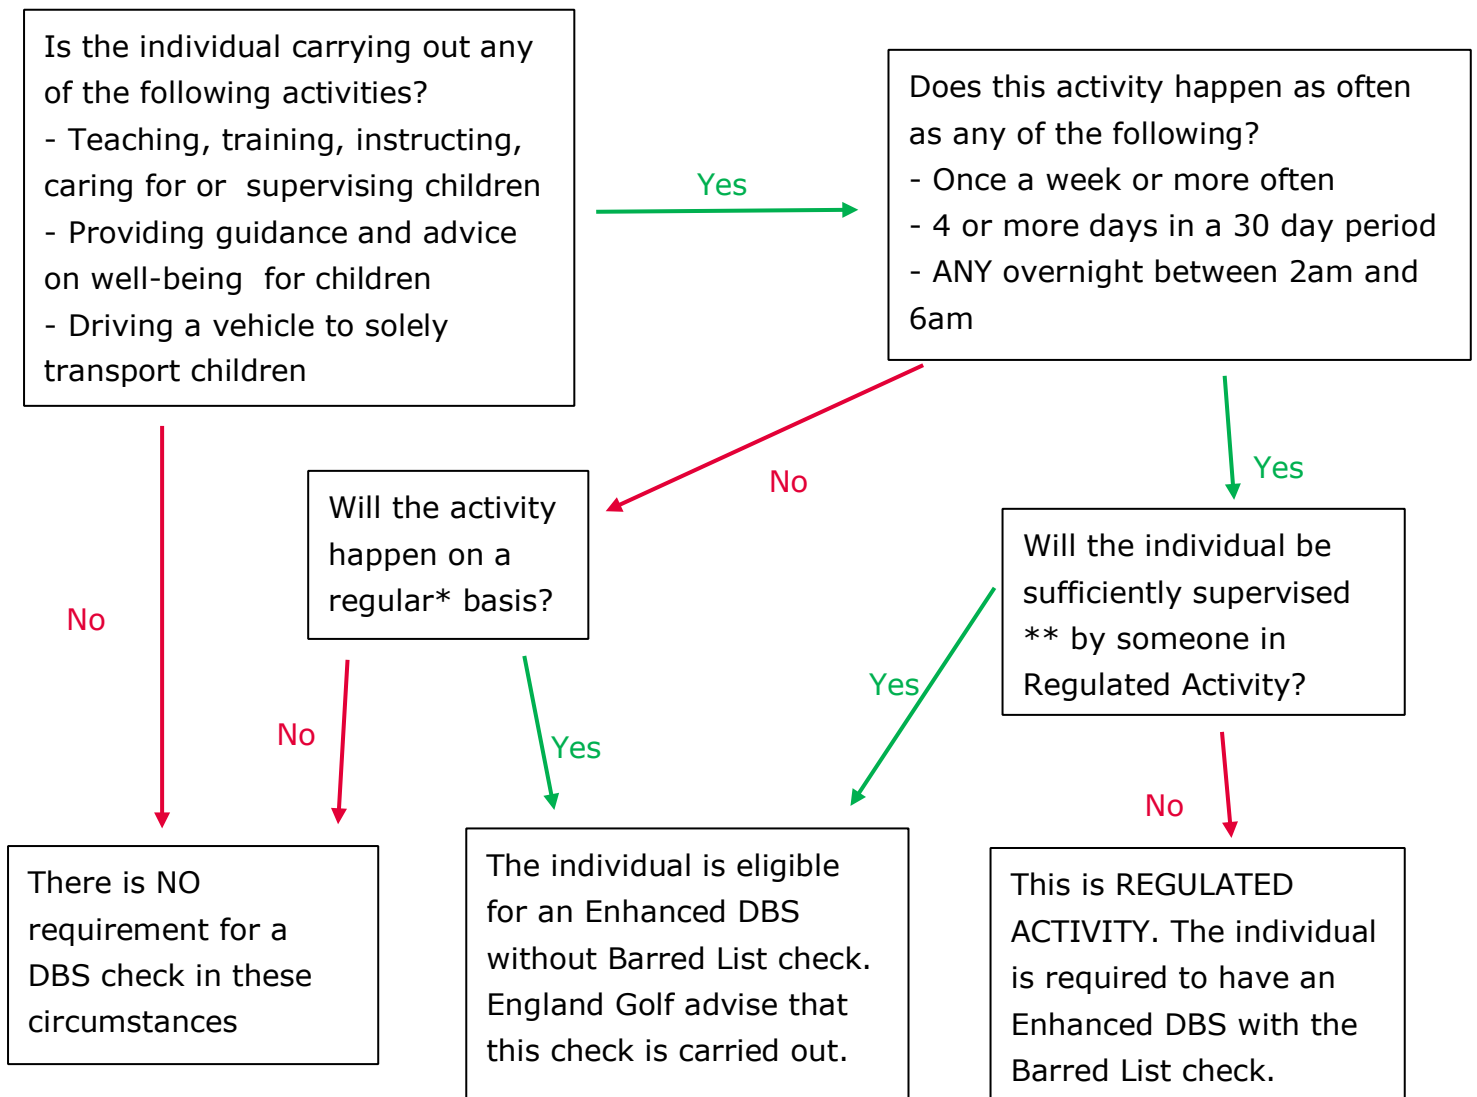 Is the individual carrying out any
of the following activities?
- Teaching, training, instructing,
caring for or  supervising children
- Providing guidance and advice
on well-being  for children
- Driving a vehicle to solely
transport children
Yes
Does this activity happen as often
as any of the following?
- Once a week or more often
- 4 or more days in a 30 day period
- ANY overnight between 2am and
6am
No
No
Yes
Will the activity
happen on a
regular* basis?
Will the individual be
sufficiently supervised
** by someone in
Regulated Activity?
No
Yes
Yes
No
There is NO
requirement for a
DBS check in these
circumstances
The individual is eligible
for an Enhanced DBS
without Barred List check.
England Golf advise that
this check is carried out.
This is REGULATED
ACTIVITY. The individual
is required to have an
Enhanced DBS with the
Barred List check.